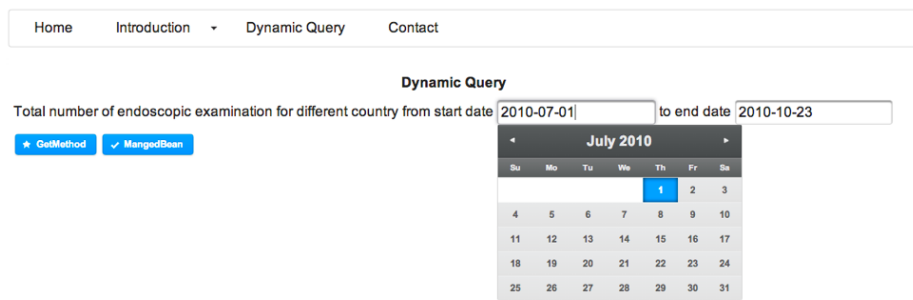 Home Introduction Dynamic Query Contact
Dynamic Query
Total number of endoscopic examination for different country from start date 2010-07-01 to end date 2010-10-23
GetMethod MangedBean
July 2010
Su Mo Tu We Th Fr Sa
1 2 3
4 5 6 7 8 9 10
11 12 13 14 15 16 17
18 19 20 21 22 23 24
25 26 27 28 29 30 31